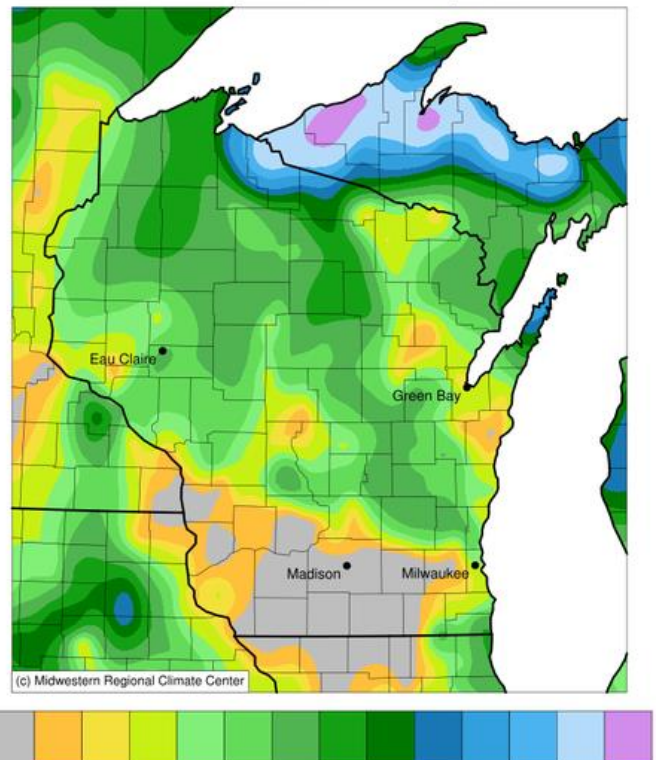 Eau Claire
Green Bay
Madison
Milwaukee
(c) Midwestern Regional Climate Center